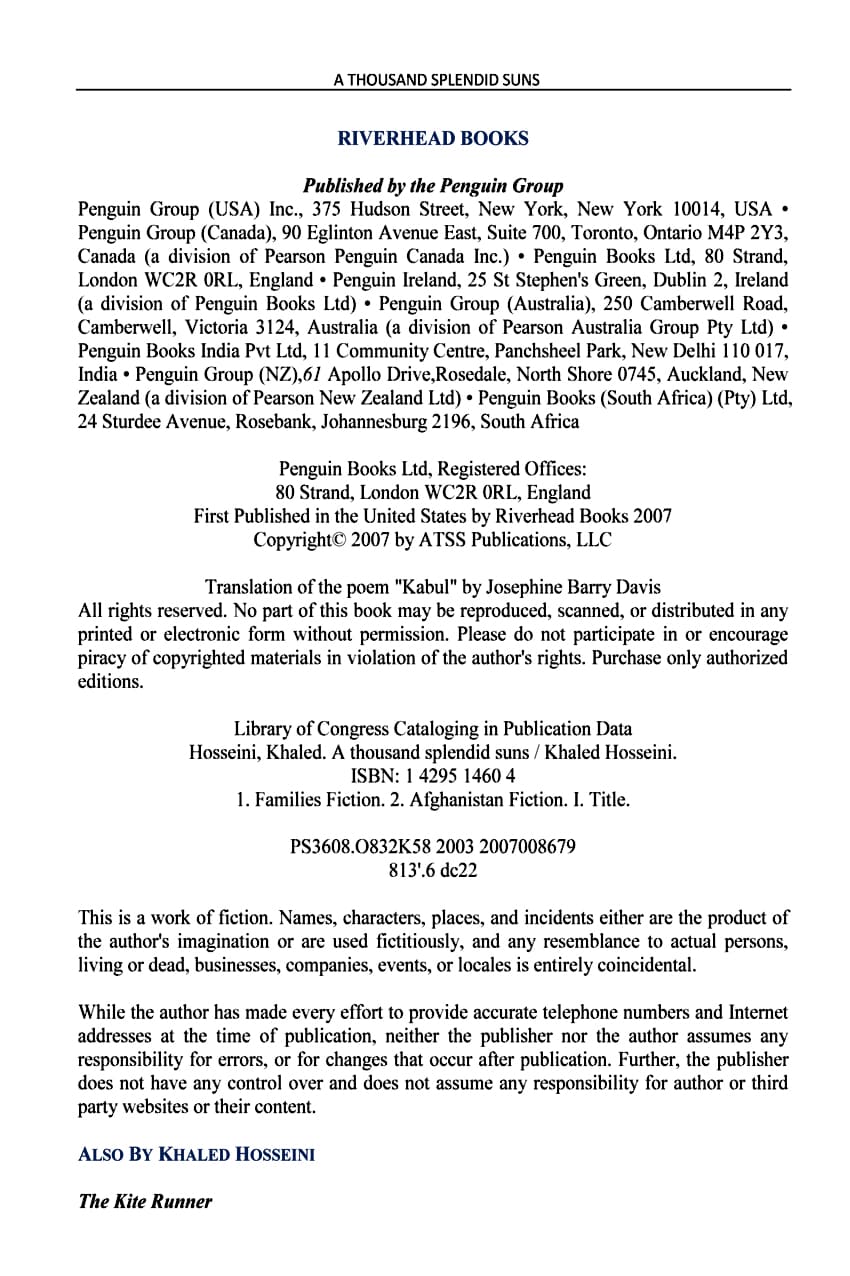 A THOUSAND SPLENDID SUNS
RIVERHEAD BOOKS
Published by the Penguin Group
Penguin Group (USA) Inc., 375 Hudson Street, New York, New York 10014, USA •
Penguin Group (Canada), 90 Eglinton Avenue East, Suite 700, Toronto, Ontario M4P 2Y3,
Canada (a division of Pearson Penguin Canada Inc.) • Penguin Books Ltd, 80 Strand,
London WC2R 0RL, England • Penguin Ireland, 25 St Stephen's Green, Dublin 2, Ireland
(a division of Penguin Books Ltd) • Penguin Group (Australia), 250 Camberwell Road,
Camberwell, Victoria 3124, Australia (a division of Pearson Australia Group Pty Ltd) •
Penguin Books India Pvt Ltd, 11 Community Centre, Panchsheel Park, New Delhi 110 017,
India • Penguin Group (NZ),61 Apollo Drive,Rosedale, North Shore 0745, Auckland, New
Zealand (a division of Pearson New Zealand Ltd) • Penguin Books (South Africa) (Pty) Ltd,
24 Sturdee Avenue, Rosebank, Johannesburg 2196, South Africa
Penguin Books Ltd, Registered Offices:
80 Strand, London WC2R 0RL, England
First Published in the United States by Riverhead Books 2007
Copyright© 2007 by ATSS Publications, LLC
Translation of the poem "Kabul" by Josephine Barry Davis
All rights reserved. No part of this book may be reproduced, scanned, or distributed in any
printed or electronic form without permission. Please do not participate in or encourage
piracy of copyrighted materials in violation of the author's rights. Purchase only authorized
editions.
Library of Congress Cataloging in Publication Data
Hosseini, Khaled. A thousand splendid suns / Khaled Hosseini.
ISBN: 1 4295 1460 4
1. Families Fiction. 2. Afghanistan Fiction. I. Title.
PS3608.O832K58 2003 2007008679
813'.6 dc22
This is a work of fiction. Names, characters, places, and incidents either are the product of
the author's imagination or are used fictitiously, and any resemblance to actual persons,
living or dead, businesses, companies, events, or locales is entirely coincidental.
While the author has made every effort to provide accurate telephone numbers and Internet
addresses at the time of publication, neither the publisher nor the author assumes any
responsibility for errors, or for changes that occur after publication. Further, the publisher
does not have any control over and does not assume any responsibility for author or third
party websites or their content.
ALSO BY KHALED HOSSEINI
The Kite Runner